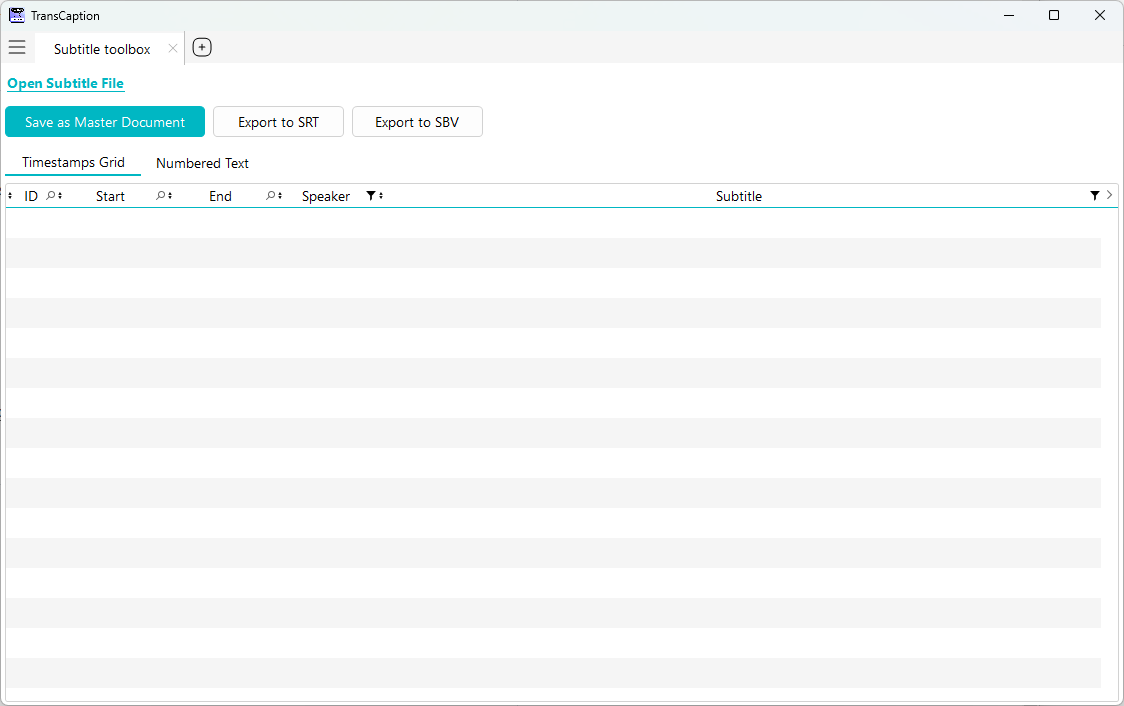 TransCaption
Subtitle toolbox
Open Subtitle File
Save as Master Document Export to SRT Export to SBV
Timestamps Grid Numbered Text
ID Start End Speaker Subtitle